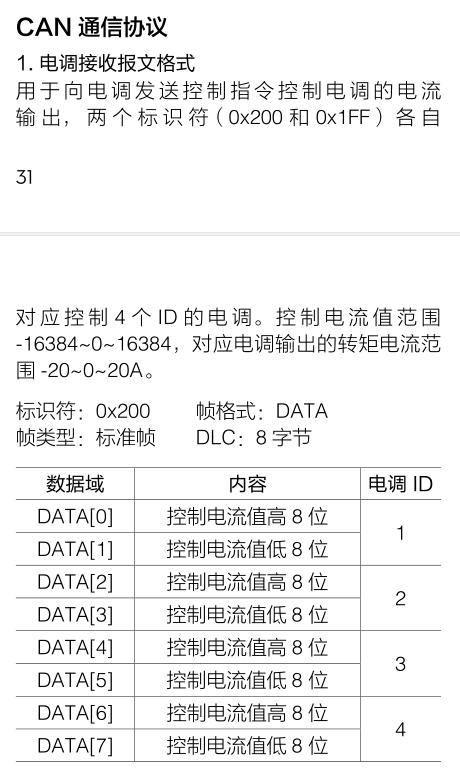 CAN 通信协议
1. 电调接收报文格式
用于向电调发送控制指令控制电调的电流
输出，两个标识符（0x200 和 0x1FF）各自
31
对应控制 4 个 ID 的电调。控制电流值范围
-16384~0~16384，对应电调输出的转矩电流范
围 -20~0~20A。
标识符：0x200 帧格式：DATA
帧类型：标准帧 DLC：8 字节
数据域 内容 电调 ID
DATA[0] 控制电流值高 8 位
1
DATA[1] 控制电流值低 8 位
DATA[2] 控制电流值高 8 位
2
DATA[3] 控制电流值低 8 位
DATA[4] 控制电流值高 8 位
3
DATA[5] 控制电流值低 8 位
DATA[6] 控制电流值高 8 位
4
DATA[7] 控制电流值低 8 位